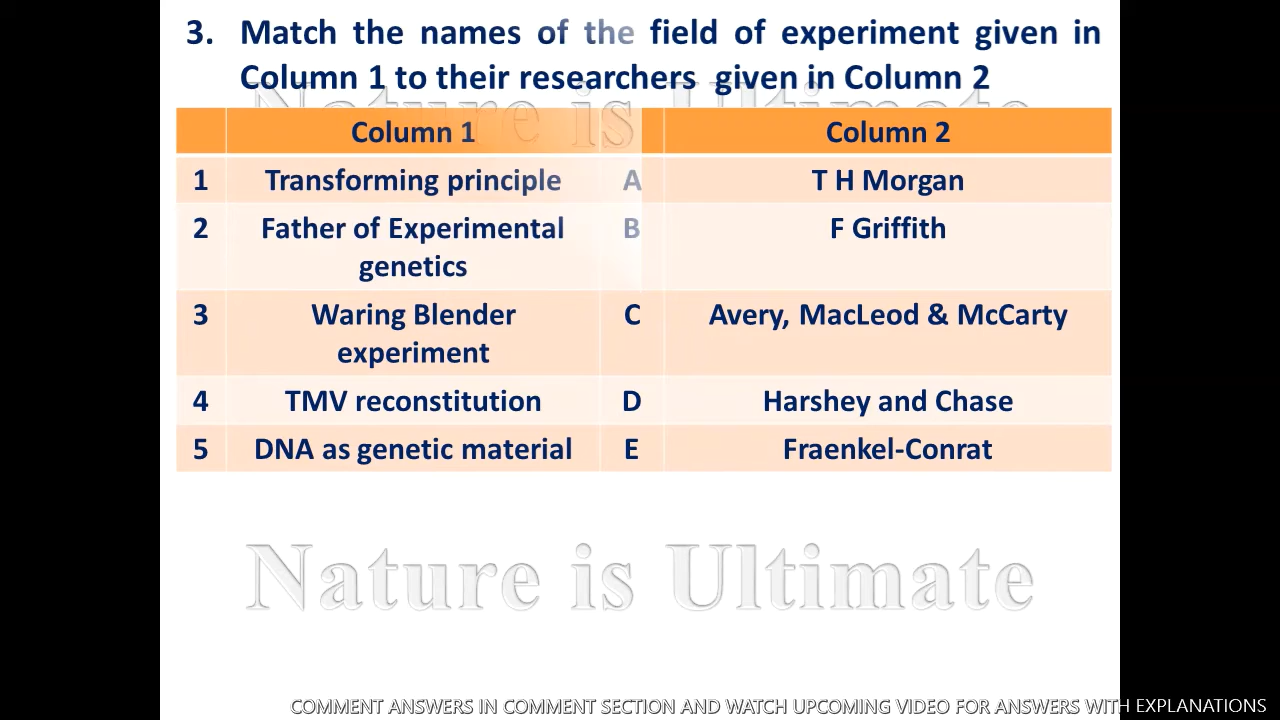 3. Match the names of the field of experiment given in
Column 1 to their researchers given in Column 2
Column 1 Column 2
1 Transforming principle A T H Morgan
2 Father of Experimental B F Griffith
genetics
3 Waring Blender C Avery, MacLeod & McCarty
experiment
4 TMV reconstitution D Harshey and Chase
5 DNA as genetic material E Fraenkel-Conrat
Nature is Ultimate
Nature is Ultimate
COMMENT ANSWERS IN COMMENT SECTION AND WATCH UPCOMING VIDEO FOR ANSWERS WITH EXPLANATIONS